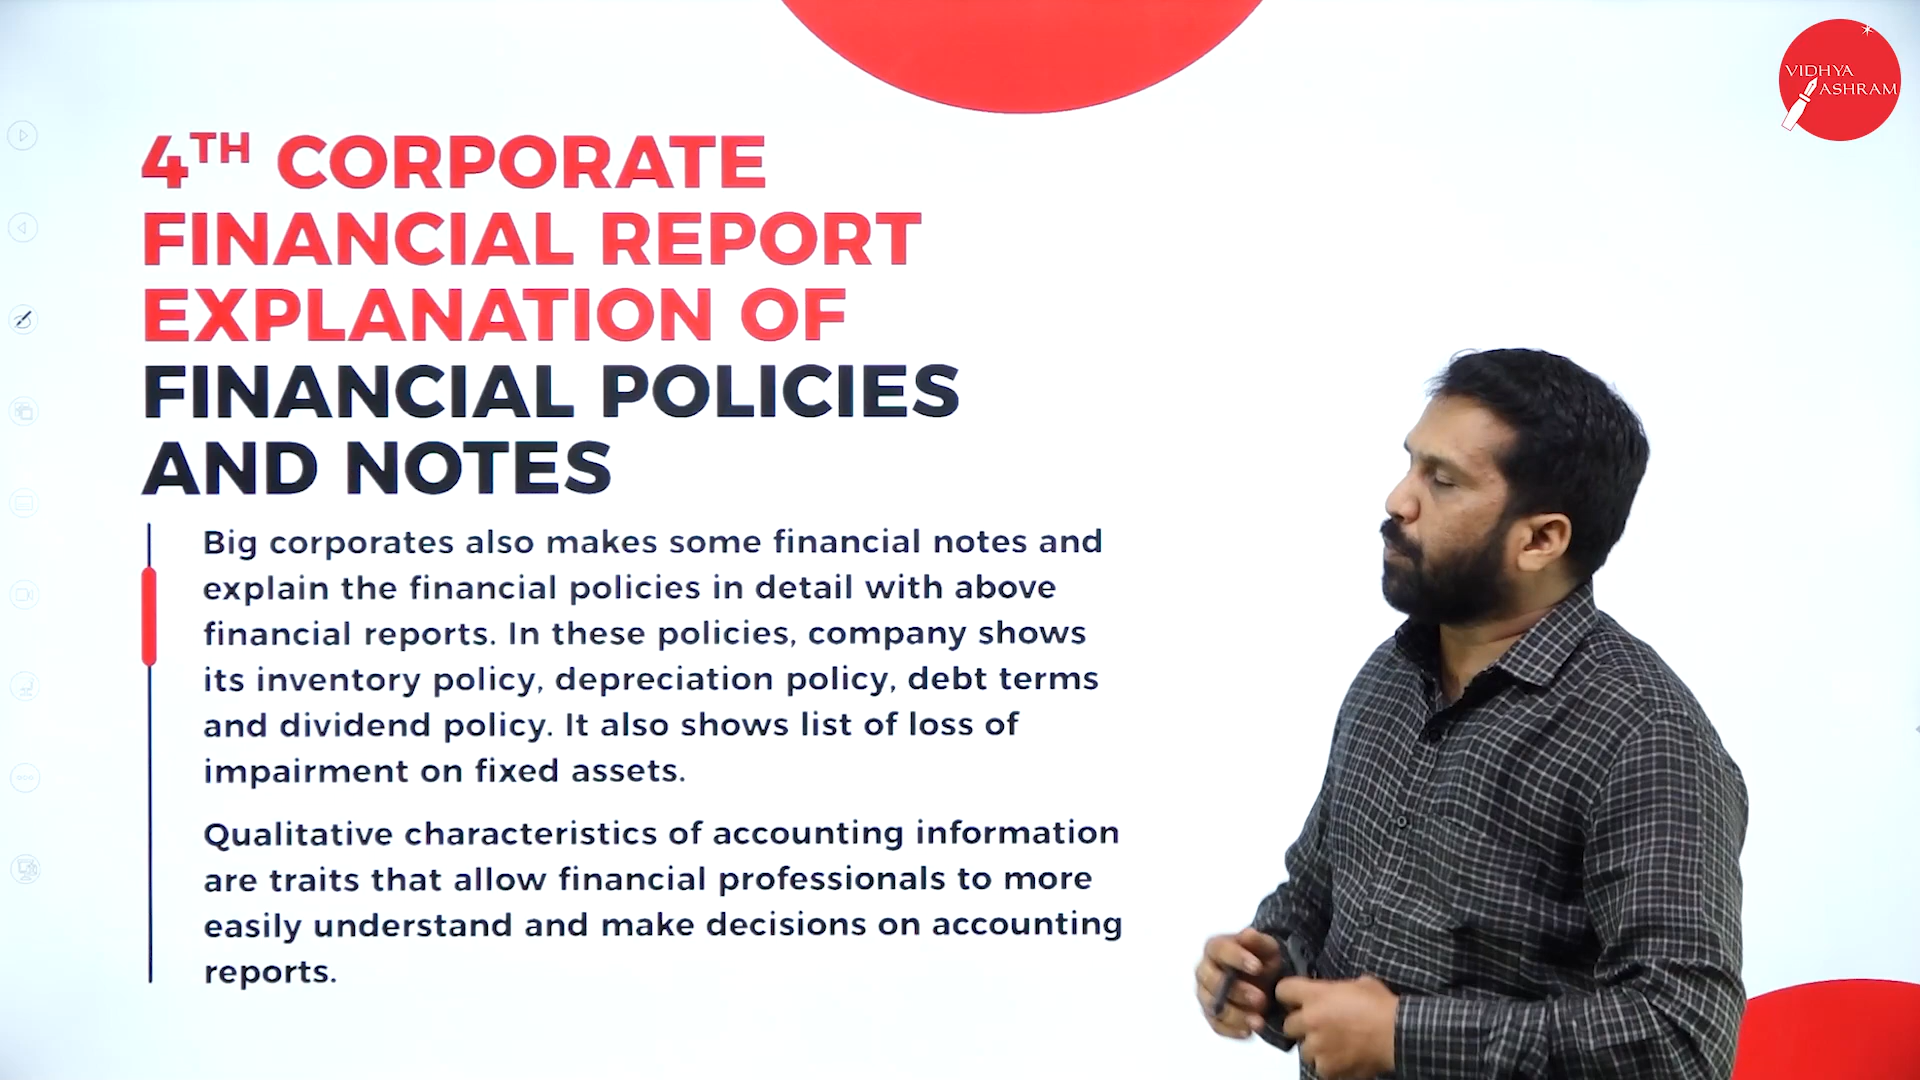 VIDHYA
ASHRAM
4TH CORPORATE
FINANCIAL REPORT
EXPLANATION OF
FINANCIAL POLICIES
AND NOTES
Big corporates also makes some financial notes and
explain the financial policies in detail with above
financial reports. In these policies, company shows
its inventory policy, depreciation policy, debt terms
and dividend policy. It also shows list of loss of
impairment on fixed assets.
Qualitative characteristics of accounting information
are traits that allow financial professionals to more
easily understand and make decisions on accounting
reports.